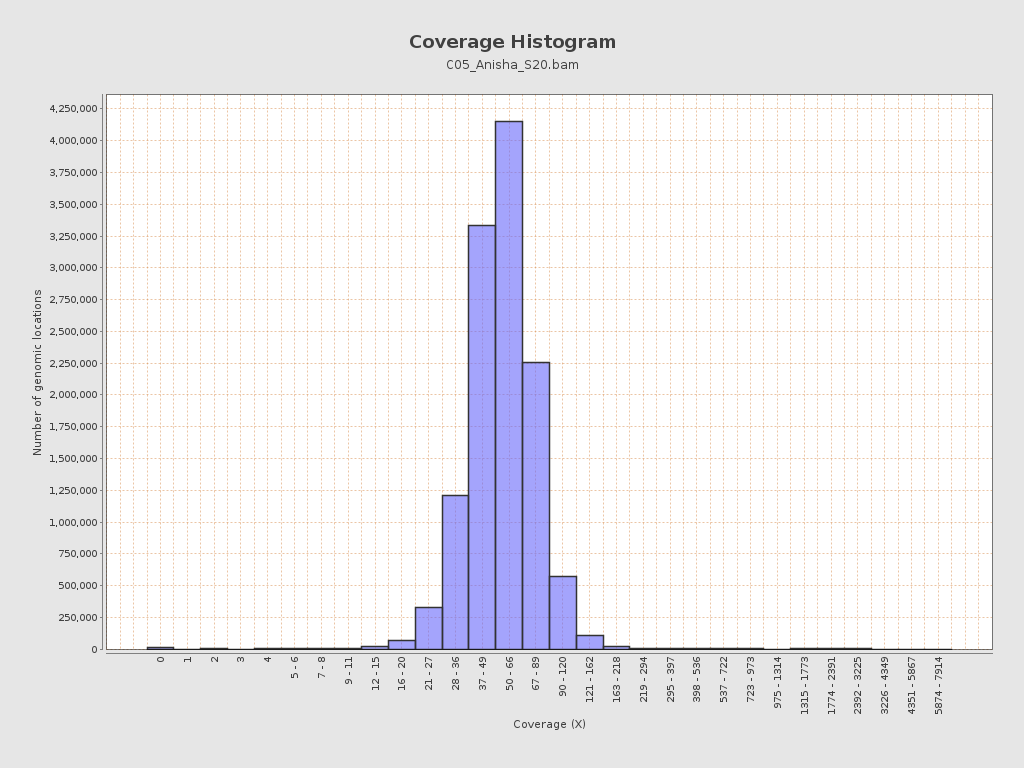 Coverage Histogram
C05_Anisha_S20.bam
Number of genomic locations
4,250,000
4,000,000
3,750,000
3,500,000
3,250,000
3,000,000
2,750,000
2,500,000
2,250,000
2,000,000
1,750,000
1,500,000
1,250,000
1,000,000
750,000
500,000
250,000
0
0
1
2
3
4
5 - 6
7 - 8
9 - 11
12 - 15
16 - 20
21 - 27
28 - 36
37 - 49
50 - 66
67 - 89
90 - 120
121 - 162
163 - 218
219 - 294
295 - 397
398 - 536
537 - 722
723 - 973
975 - 1314
1315 - 1773
1774 - 2391
2392 - 3225
3226 - 4349
4351 - 5867
5874 - 7914
Coverage (X)